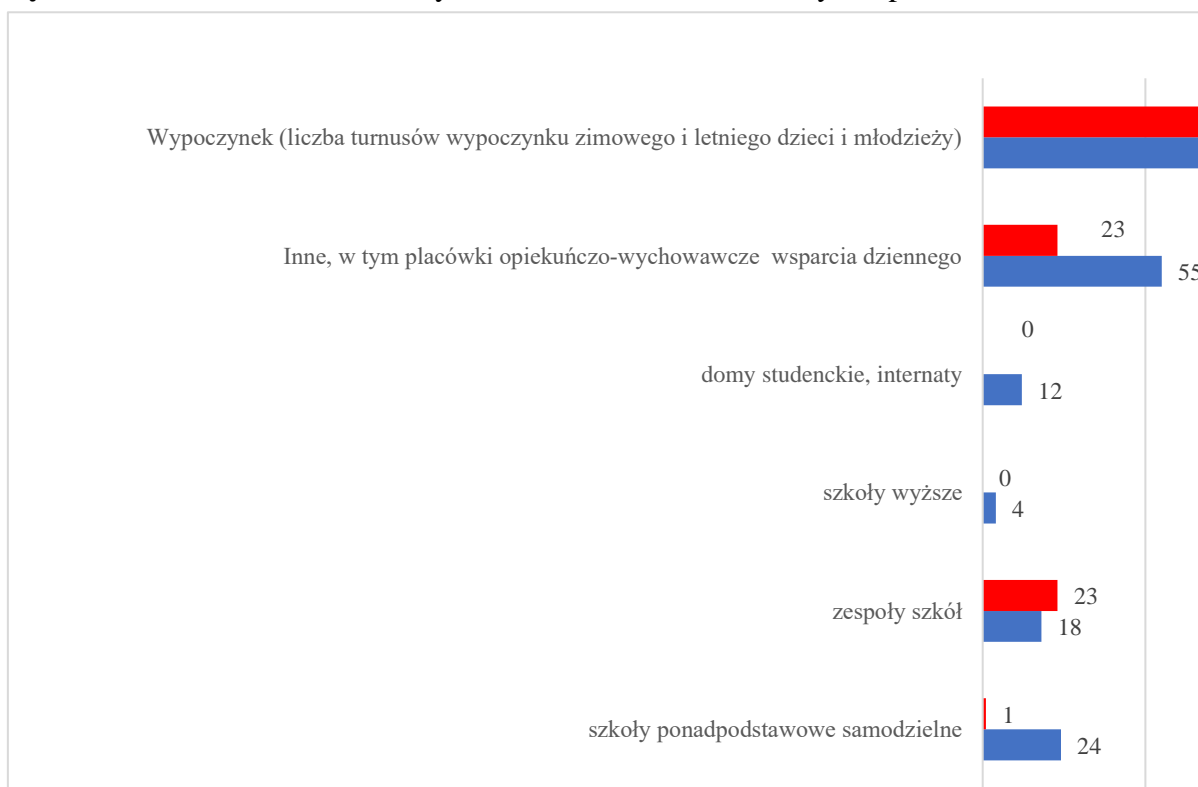 Wypoczynek (liczba turnusów wypoczynku zimowego i letniego dzieci i młodzieży)
23
Inne, w tym placówki opiekuńczo-wychowawcze wsparcia dziennego
55
0
domy studenckie, internaty
12
0
szkoły wyższe
4
23
zespoły szkół
18
1
szkoły ponadpodstawowe samodzielne
24